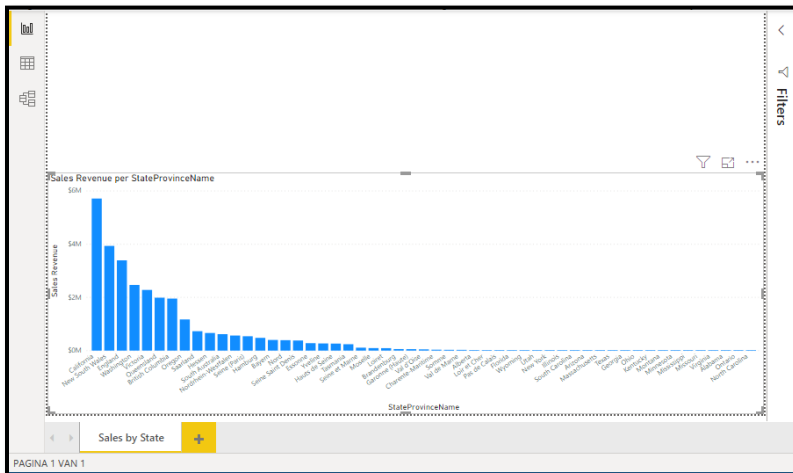 Filters
Sales Revenue per StateProvinceName
$6M
$4M
$2M
$0M
Sales Revenue
California
New South Wales
England
Washington
Victoria
Queensland
British Columbia
Oregon
Saarland
Hessen
South Australia
Nordrhein-Westfalen
Seine (Paris)
Hamburg
Bayern
Nord
Seine Saint Denis
Essonne
Yveline
Hauts de Seine
Tasmania
Seine et Marne
Moselle
Loiret
Brandenburg
Garonne (Haute)
Val d'Oise
Charente-Maritime
Somme
Val de Marne
Alberta
Loir et Cher
Pas de Calais
Florida
Wyoming
Utah
New York
Illinois
South Carolina
Arizona
Massachusetts
Texas
Georgia
Ohio
Kentucky
Montana
Minnesota
Mississippi
Missouri
Virginia
Alabama
Ontario
North Carolina
StateProvinceName
Sales by State
PAGINA 1 VAN 1